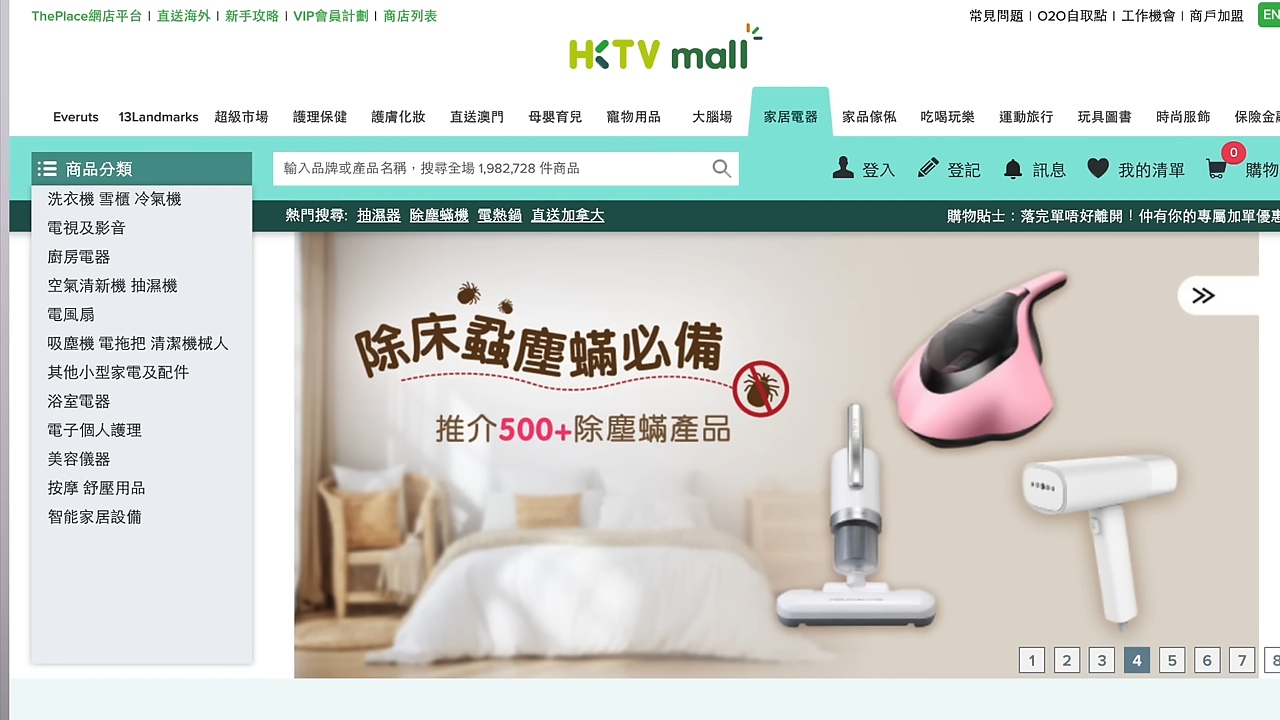 ThePlace網店平台 | 直送海外 | 新手攻略 | VIP會員計劃 | 商店列表
常見問題 | O2O自取點 | 工作機會 | 商戶加盟
EN
HKTV mall
Everuts 13Landmarks 超級市場 護理保健 護膚化妝 直送澳門 母嬰育兒 寵物用品 大腦場 家居電器 家品傢俬 吃喝玩樂 運動旅行 玩具圖書 時尚服飾 保險金融
商品分類
輸入品牌或產品名稱，搜尋全場 1,982,728 件商品
登入 登記 訊息 我的清單 0 購物
熱門搜尋: 抽濕器 除塵蟎機 電熱鍋 直送加拿大
購物貼士：落完單唔好離開！仲有你的專屬加單優惠
洗衣機 雪櫃 冷氣機
電視及影音
廚房電器
空氣清新機 抽濕機
電風扇
吸塵機 電拖把 清潔機械人
其他小型家電及配件
浴室電器
電子個人護理
美容儀器
按摩 舒壓用品
智能家居設備
除床蝨塵蟎必備
推介500+除塵蟎產品
1 2 3 4 5 6 7 8